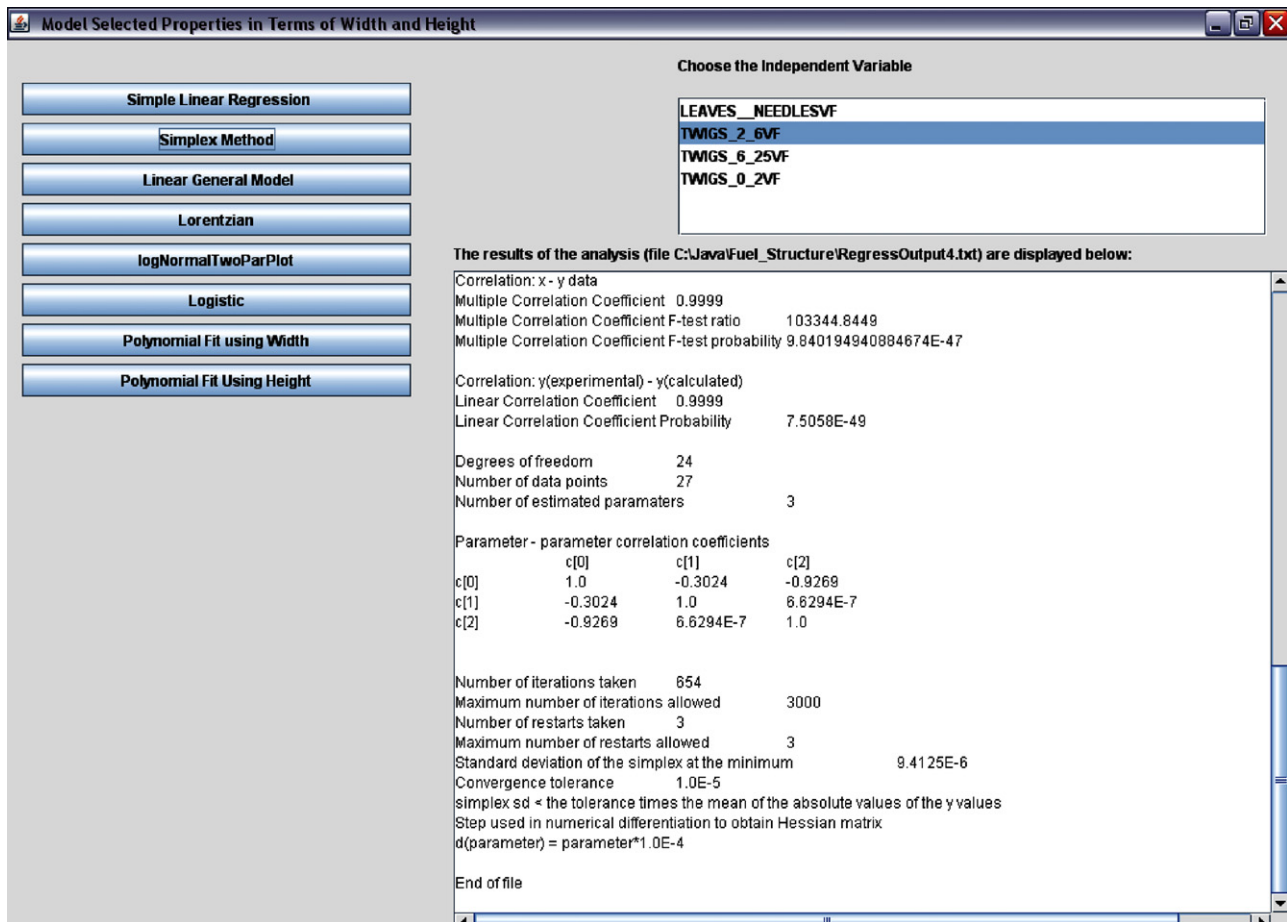 Model Selected Properties in Terms of Width and Height
Simple Linear Regression
Simplex Method
Linear General Model
Lorentzian
logNormalTwoParPlot
Logistic
Polynomial Fit using Width
Polynomial Fit Using Height
Choose the Independent Variable
LEAVES__NEEDLESVF
TWIGS_2_6VF
TWIGS_6_25VF
TWIGS_0_2VF
The results of the analysis (file C:\Java\Fuel_Structure\RegressOutput4.txt) are displayed below:
Correlation: x - y data
Multiple Correlation Coefficient 0.9999
Multiple Correlation Coefficient F-test ratio 103344.8449
Multiple Correlation Coefficient F-test probability 9.840194940884674E-47
Correlation: y(experimental) - y(calculated)
Linear Correlation Coefficient 0.9999
Linear Correlation Coefficient Probability 7.5058E-49
Degrees of freedom 24
Number of data points 27
Number of estimated paramaters 3
Parameter - parameter correlation coefficients
c[0] c[1] c[2]
c[0] 1.0 -0.3024 -0.9269
c[1] -0.3024 1.0 6.6294E-7
c[2] -0.9269 6.6294E-7 1.0
Number of iterations taken 654
Maximum number of iterations allowed 3000
Number of restarts taken 3
Maximum number of restarts allowed 3
Standard deviation of the simplex at the minimum 9.4125E-6
Convergence tolerance 1.0E-5
simplex sd < the tolerance times the mean of the absolute values of the y values
Step used in numerical differentiation to obtain Hessian matrix
d(parameter) = parameter*1.0E-4
End of file